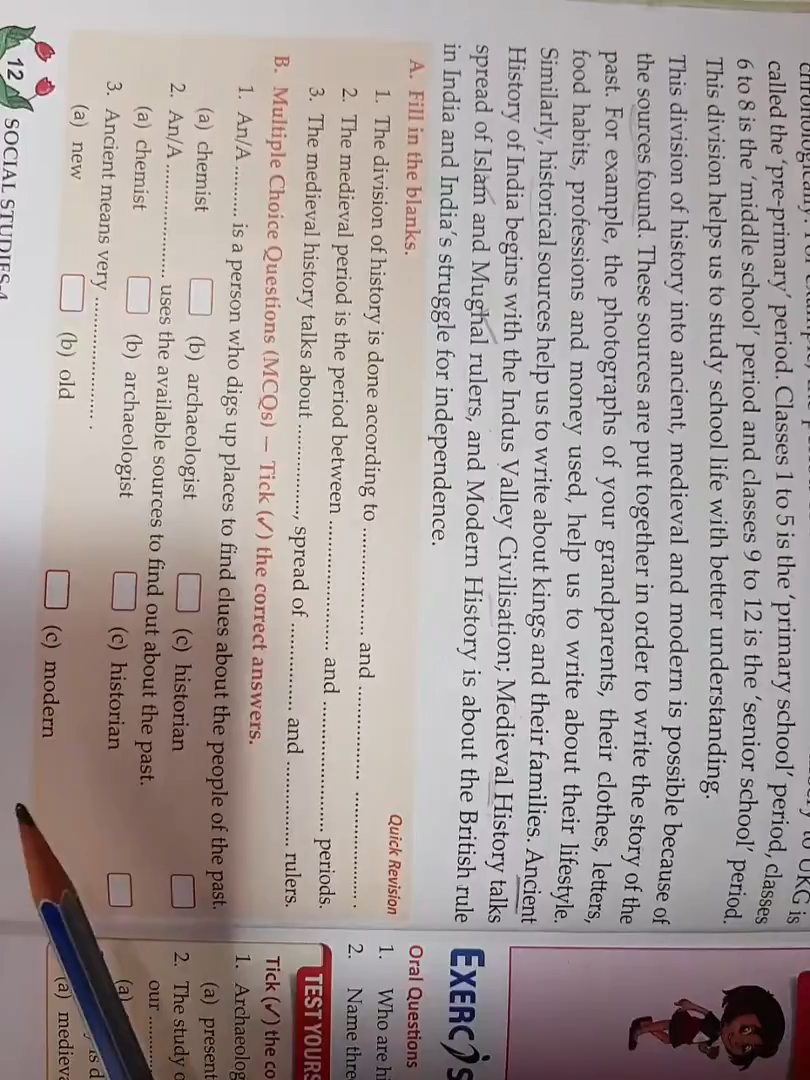 called the 'pre-primary' period. Classes 1 to 5 is the 'primary school' period, classes
6 to 8 is the 'middle school' period and classes 9 to 12 is the 'senior school' period.
This division helps us to study school life with better understanding.
This division of history into ancient, medieval and modern is possible because of
the sources found. These sources are put together in order to write the story of the
past. For example, the photographs of your grandparents, their clothes, letters,
food habits, professions and money used, help us to write about their lifestyle.
Similarly, historical sources help us to write about kings and their families. Ancient
History of India begins with the Indus Valley Civilisation; Medieval History talks
spread of Islam and Mughal rulers, and Modern History is about the British rule
in India and India's struggle for independence.
Quick Revision
A. Fill in the blanks.
1. The division of history is done according to .................... and .................... ....................
2. The medieval period is the period between .................... and .................... periods.
3. The medieval history talks about ..............., spread of ............... and ............... rulers.
B. Multiple Choice Questions (MCQs) — Tick (✓) the correct answers.
1. An/A .......... is a person who digs up places to find clues about the people of the past.
(a) chemist (b) archaeologist (c) historian
2. An/A .................... uses the available sources to find out about the past.
(a) chemist (b) archaeologist (c) historian
3. Ancient means very .................... .
(a) new (b) old (c) modern
12 SOCIAL STUDIES-4
Oral Questions
1. Who are
2. Name
TEST
Tick (✓) the
1.
(a) present
2. The study
our ..........
(a)
(a)